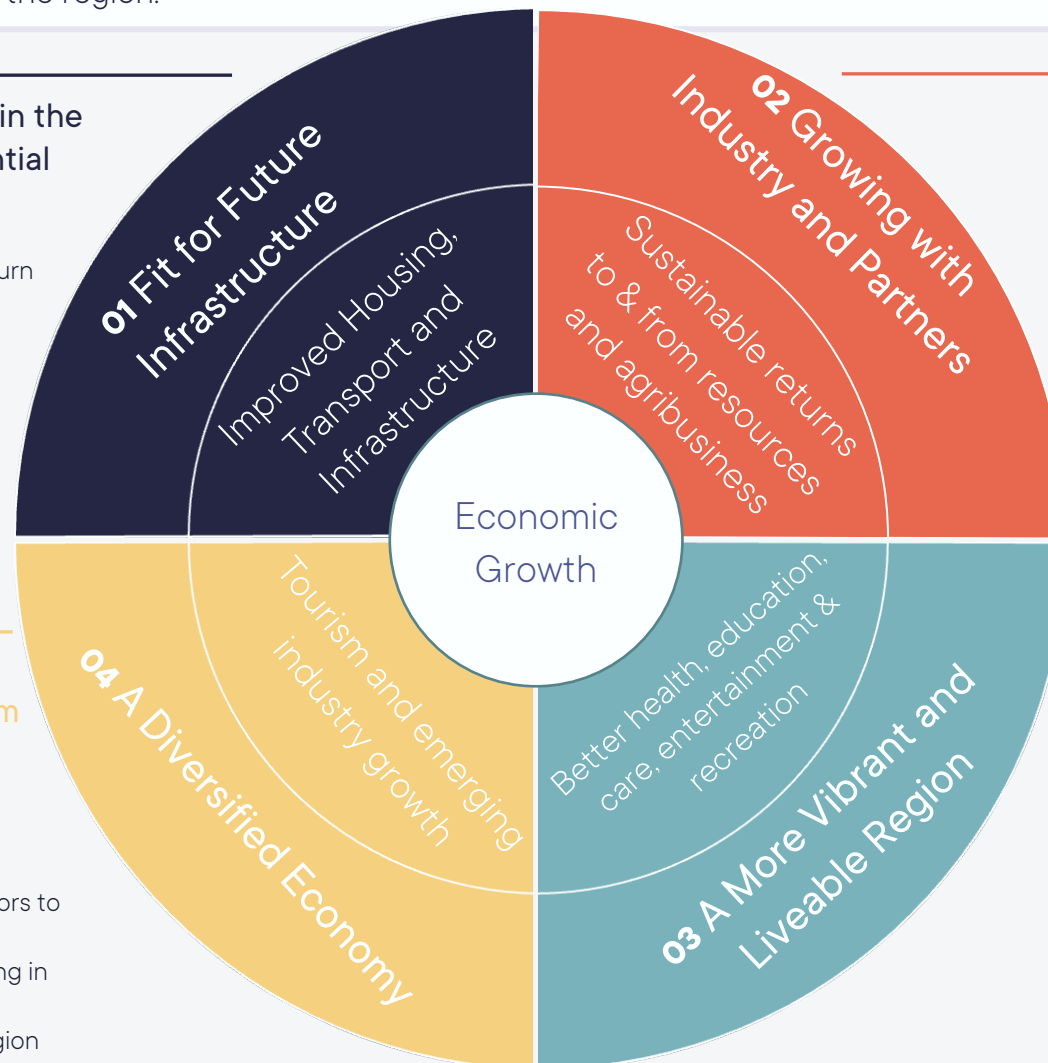 the region.
in the
ntial
urn
m
ors to
ng in
gion
01 Fit for Future
Infrastructure
Improved Housing,
Transport and
Infrastructure
02 Growing with
Industry and Partners
Sustainable returns
to & from resources
and agribusiness
Economic
Growth
Better health, education,
care, entertainment &
recreation
03 A More Vibrant and
Liveable Region
Tourism and emerging
industry growth
04 A Diversified Economy